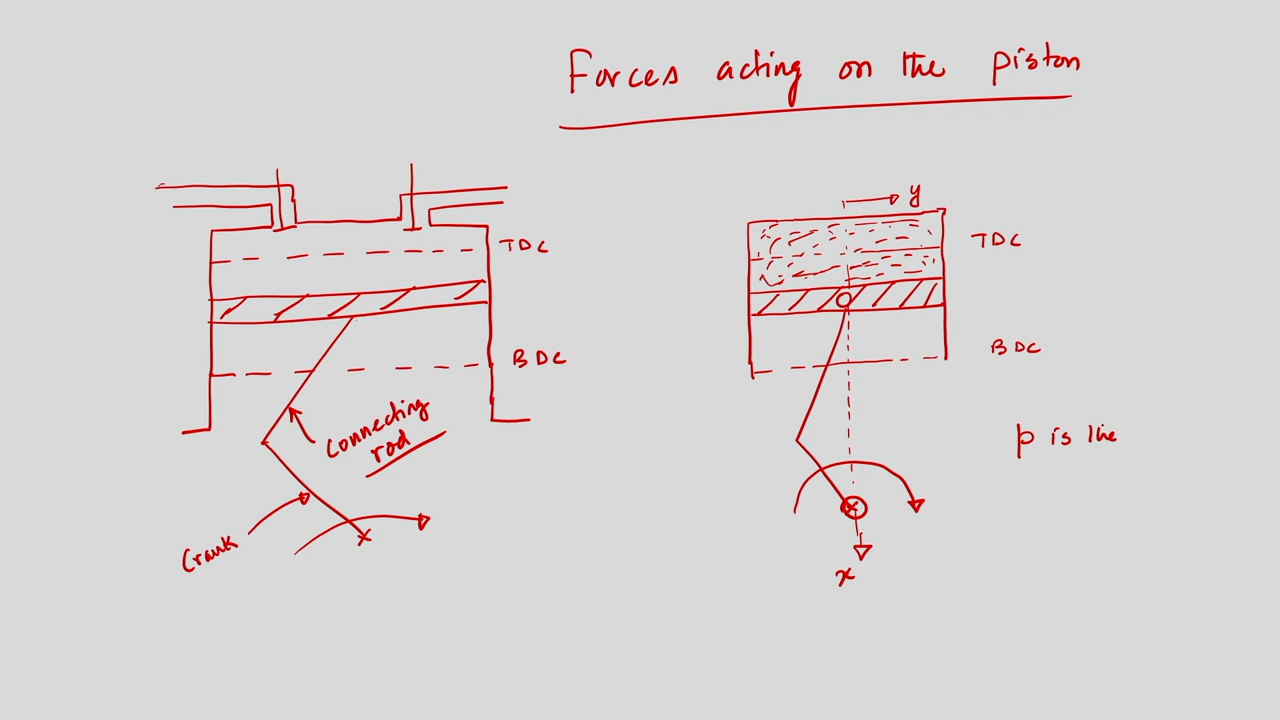 Forces acting on the piston
TDC
BDC
Connecting
rod
Crank
y
TDC
BDC
p is the
x